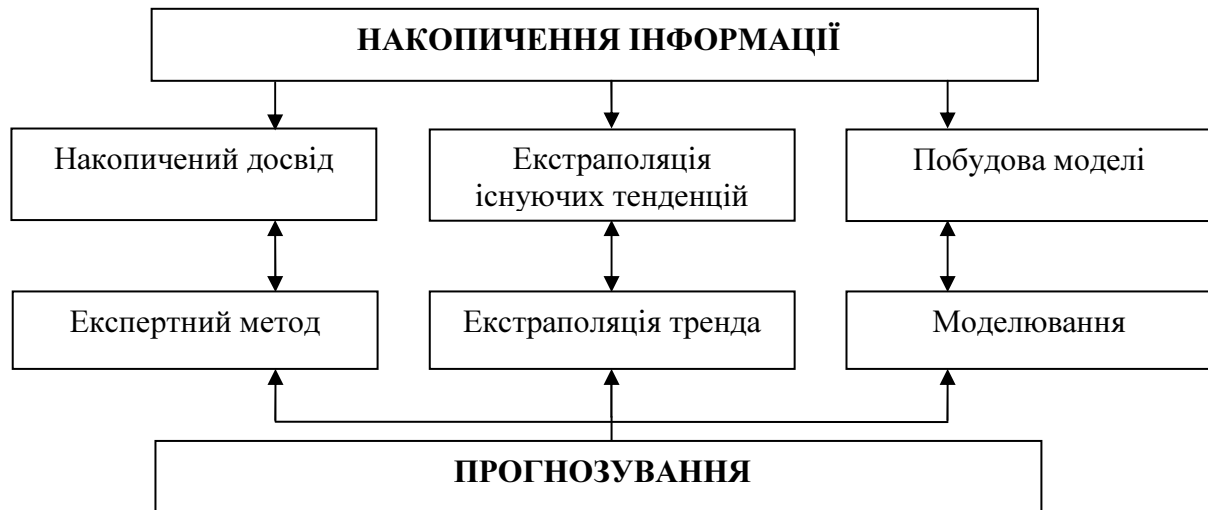 НАКОПИЧЕННЯ ІНФОРМАЦІЇ
Накопичений досвід
Екстраполяція
існуючих тенденцій
Побудова моделі
Експертний метод
Екстраполяція тренда
Моделювання
ПРОГНОЗУВАННЯ